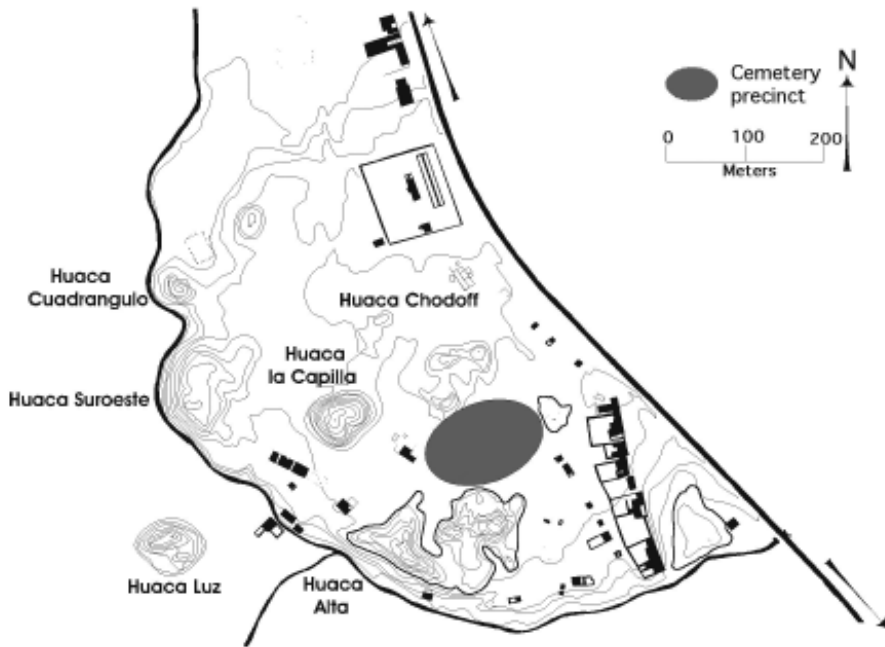 N
Cemetery
precinct
0 100 200
Meters
Huaca
Cuadrangulo
Huaca Chodoff
Huaca
la Capilla
Huaca Suroeste
Huaca Luz
Huaca
Alta